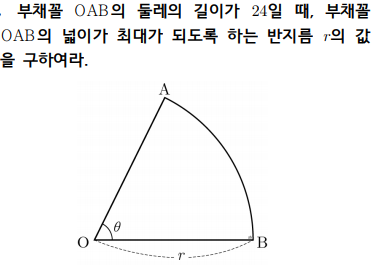 . 부채꼴 OAB의 둘레의 길이가 24일 때, 부채꼴
OAB의 넓이가 최대가 되도록 하는 반지름 r의 값
을 구하여라.
A
θ
O
B
r